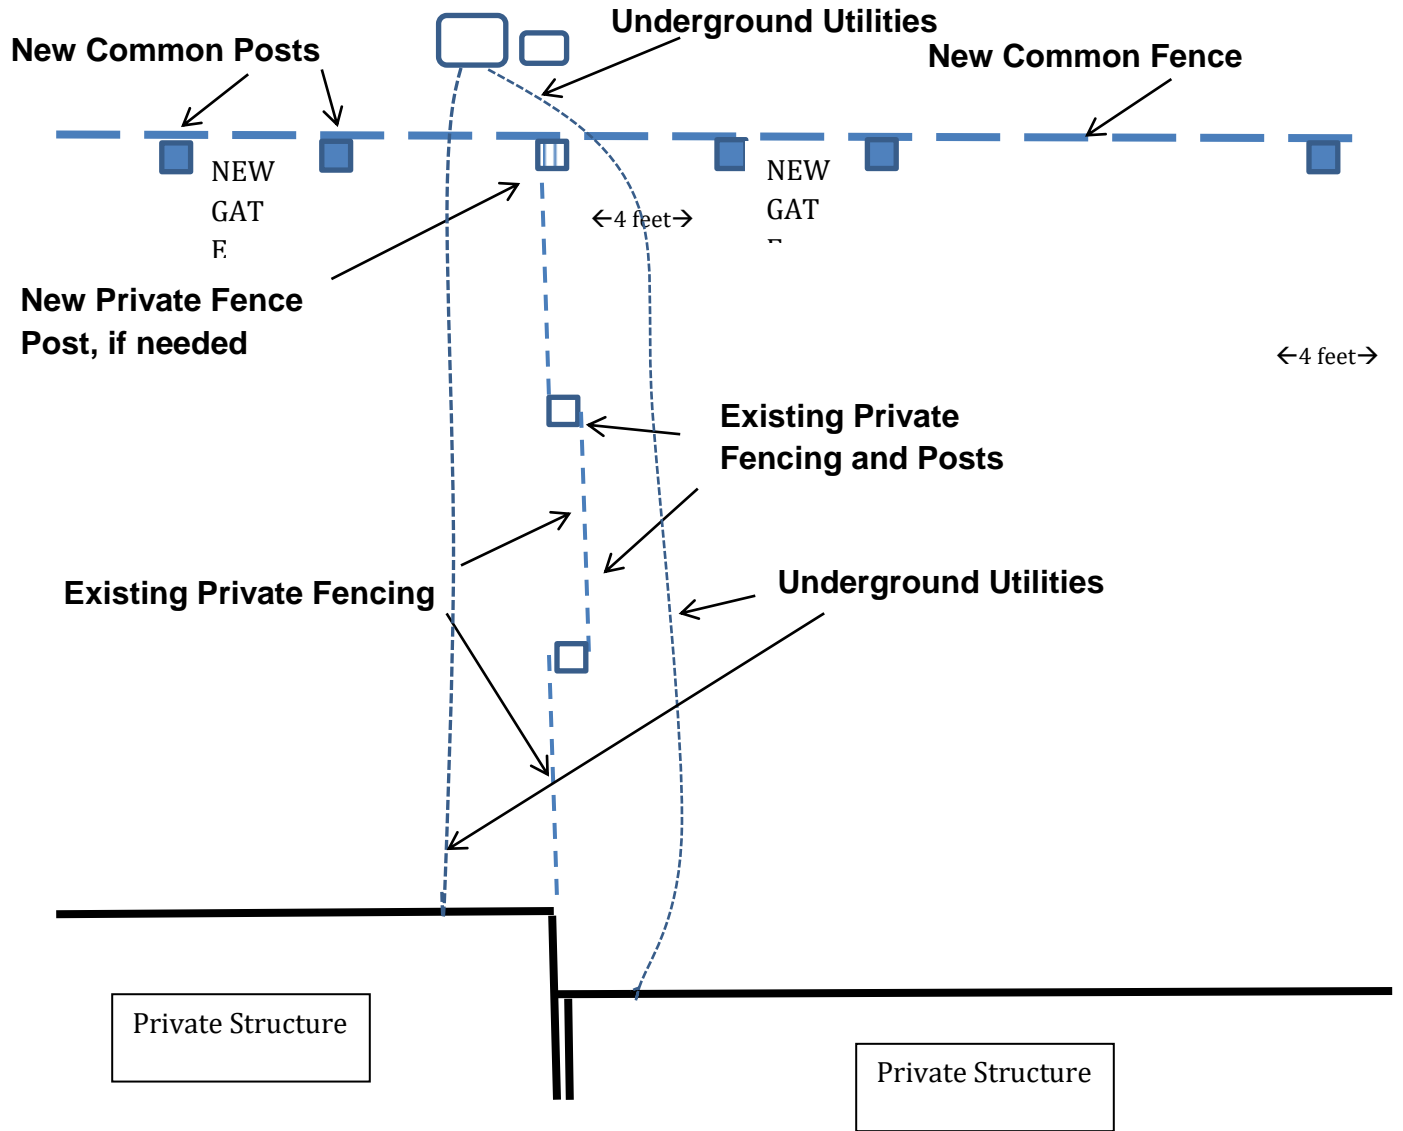 Underground Utilities
New Common Posts
New Common Fence
NEW
GAT
E
NEW
GAT
←4 feet→
New Private Fence
Post, if needed
←4 feet→
Existing Private
Fencing and Posts
Existing Private Fencing
Underground Utilities
Private Structure
Private Structure